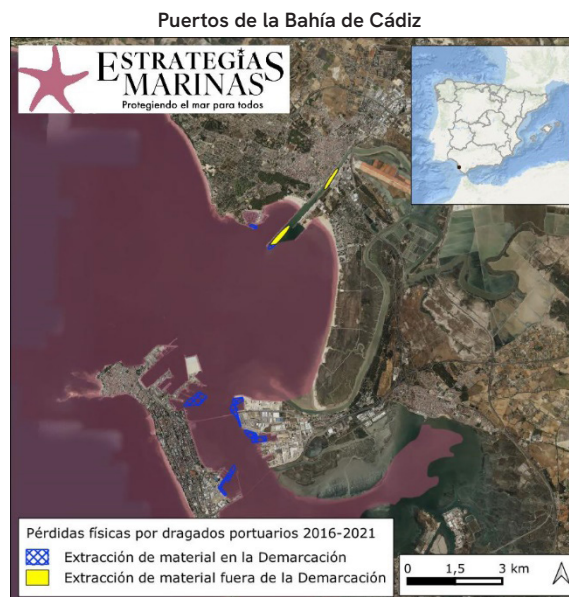 Puertos de la Bahía de Cádiz
ESTRATEGIAS
MARINAS
Protegiendo el mar para todos
Pérdidas físicas por dragados portuarios 2016-2021
Extracción de material en la Demarcación
Extracción de material fuera de la Demarcación
0 1,5 3 km